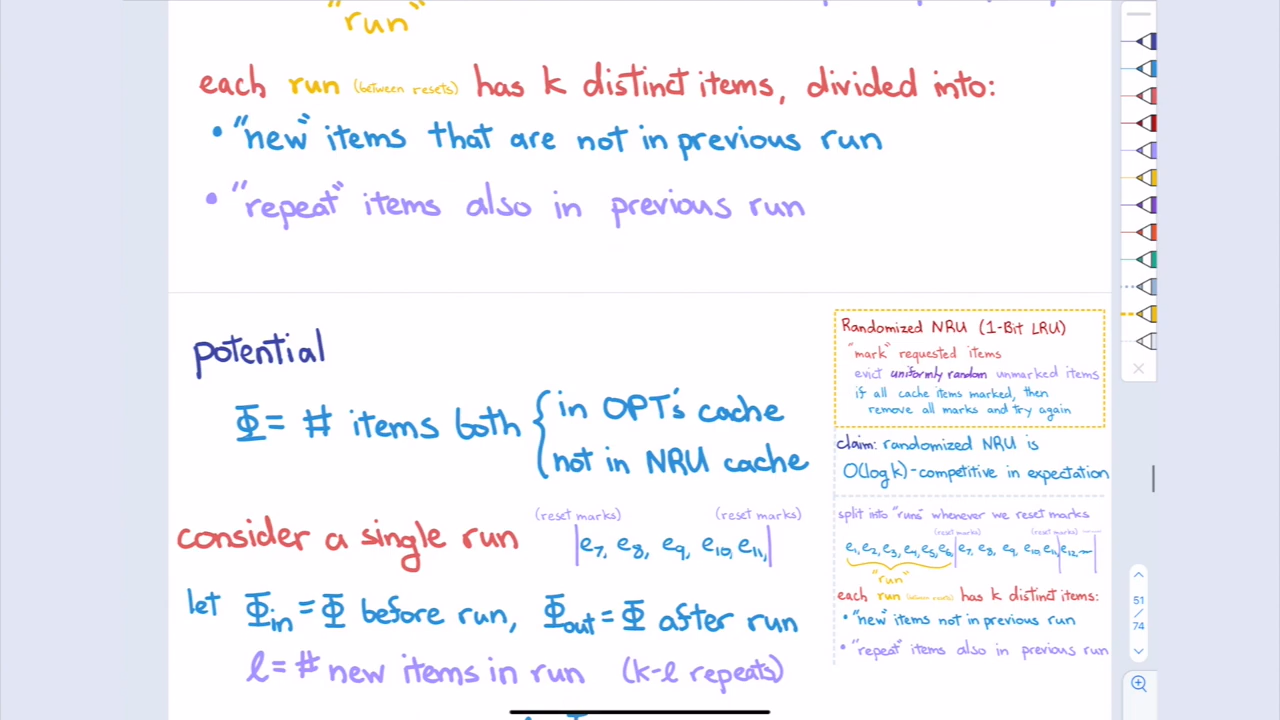 "run"
each run (between resets) has k distinct items, divided into:
• "new" items that are not in previous run
• "repeat" items also in previous run
potential
Φ = # items both { in OPT's cache
not in NRU cache
consider a single run
(reset marks) (reset marks)
|e7, e8, e9, e10, e11,|
let Φin = Φ before run, Φout = Φ after run
l = # new items in run (k-l repeats)
Randomized NRU (1-Bit LRU)
"mark" requested items
evict uniformly random unmarked items
if all cache items marked, then
remove all marks and try again
claim: randomized NRU is
O(log k)-competitive in expectation
split into "runs" whenever we reset marks
(reset marks) (reset marks)
e1, e2, e3, e4, e5, e6|e7, e8, e9, e10, e11|e12
"run"
each run (between resets) has k distinct items:
• "new" items not in previous run
• "repeat" items also in previous run
51
/
74